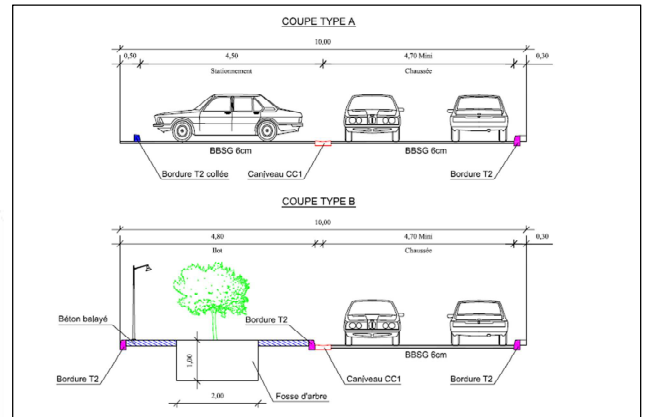 COUPE TYPE A
10,00
0,50 4,50 4,70 Mini 0,30
Stationnement Chaussée
BBSG 6cm BBSG 6cm
Bordure T2 collée Caniveau CC1 Bordure T2
COUPE TYPE B
10,00
4,80 4,70 Mini 0,30
Ilot Chaussée
Béton balayé Bordure T2
BBSG 6cm
1,00
Bordure T2 Caniveau CC1 Bordure T2
Fosse d'arbre
2,00